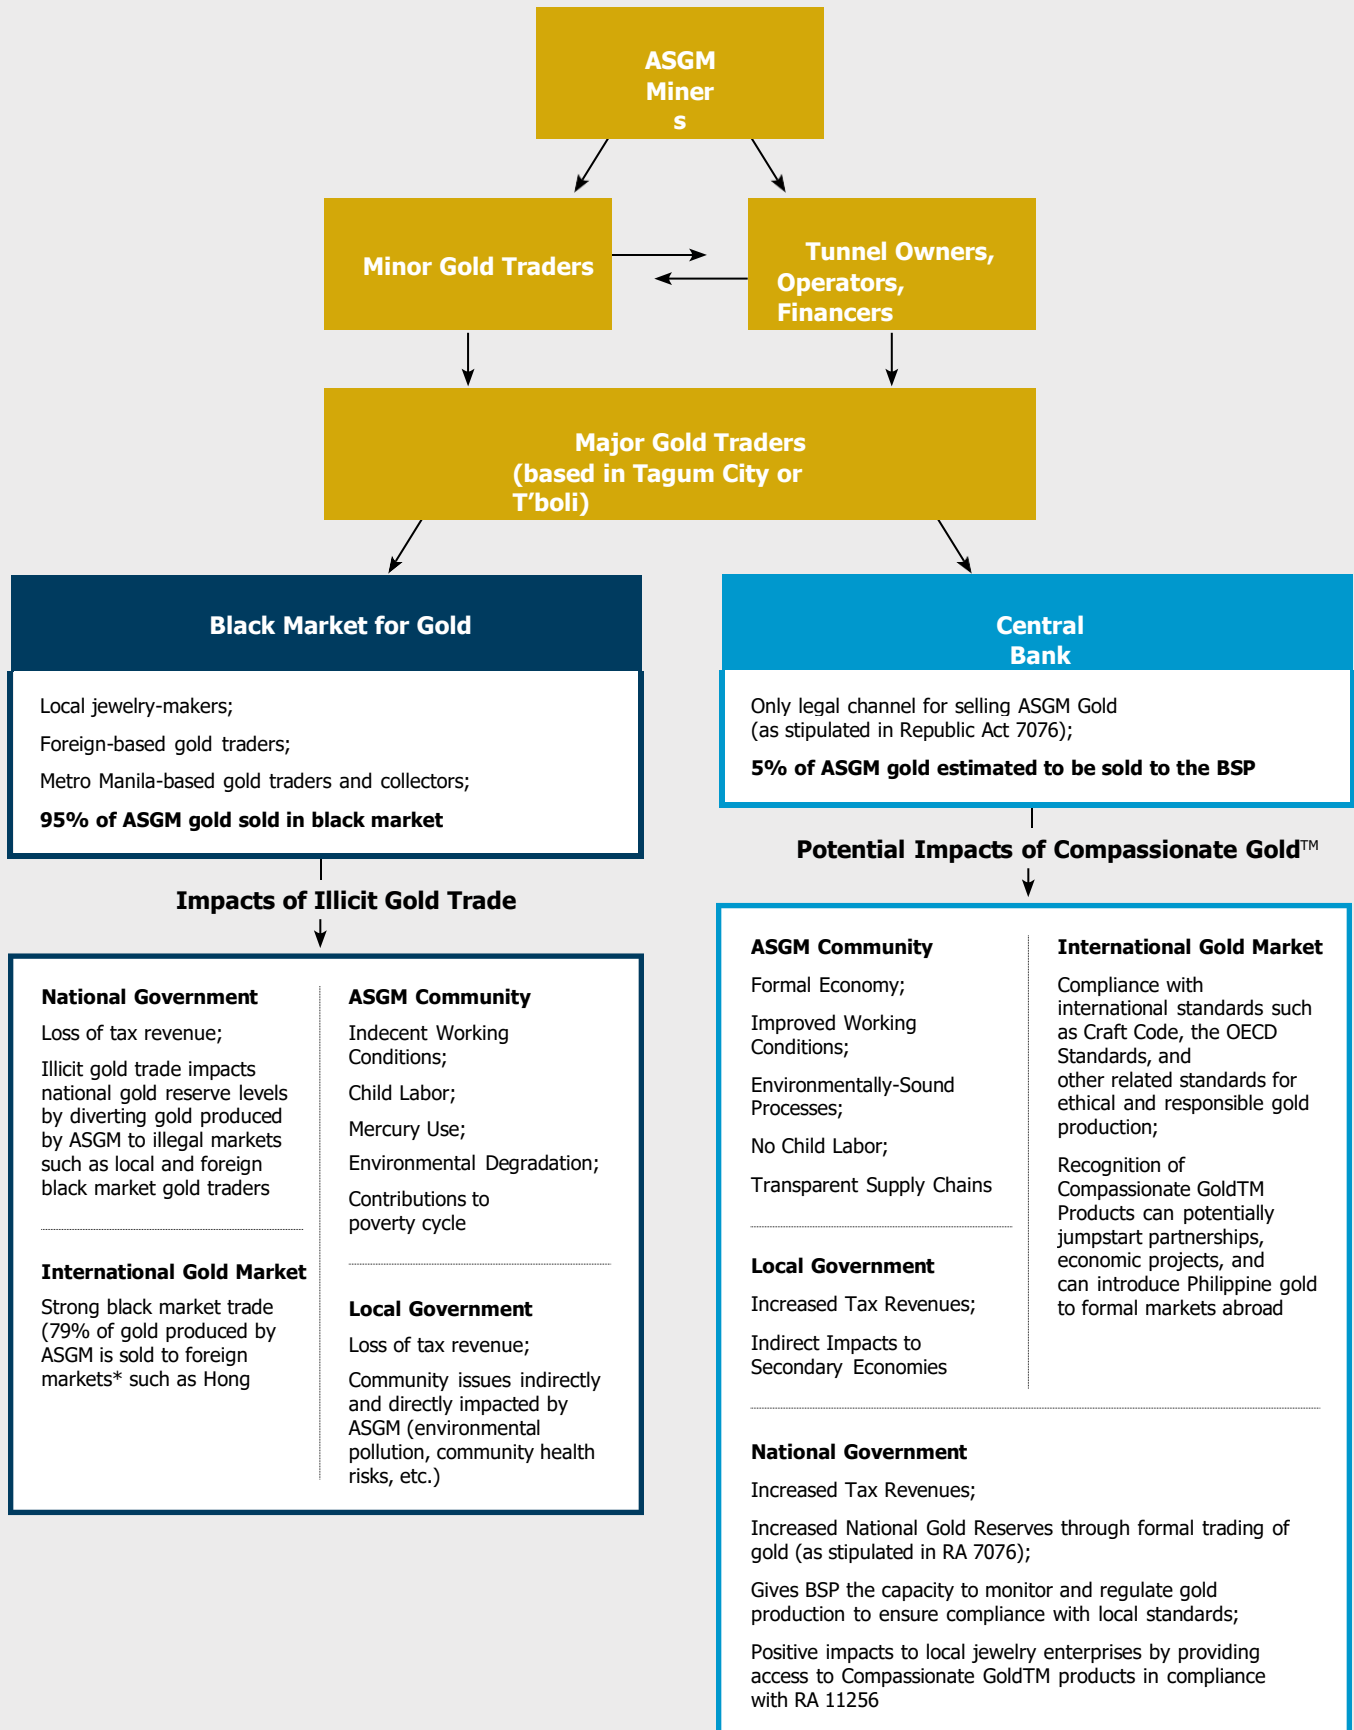 ASGM
Miner
s
Minor Gold Traders
Tunnel Owners,
Operators,
Financers
Major Gold Traders
(based in Tagum City or
T’boli)
Black Market for Gold
Local jewelry-makers;
Foreign-based gold traders;
Metro Manila-based gold traders and collectors;
95% of ASGM gold sold in black market
Central
Bank
Only legal channel for selling ASGM Gold
(as stipulated in Republic Act 7076);
5% of ASGM gold estimated to be sold to the BSP
Impacts of Illicit Gold Trade
National Government
Loss of tax revenue;
Illicit gold trade impacts
national gold reserve levels
by diverting gold produced
by ASGM to illegal markets
such as local and foreign
black market gold traders
International Gold Market
Strong black market trade
(79% of gold produced by
ASGM is sold to foreign
markets* such as Hong
ASGM Community
Indecent Working
Conditions;
Child Labor;
Mercury Use;
Environmental Degradation;
Contributions to
poverty cycle
Local Government
Loss of tax revenue;
Community issues indirectly
and directly impacted by
ASGM (environmental
pollution, community health
risks, etc.)
Potential Impacts of Compassionate Gold™
ASGM Community
Formal Economy;
Improved Working
Conditions;
Environmentally-Sound
Processes;
No Child Labor;
Transparent Supply Chains
Local Government
Increased Tax Revenues;
Indirect Impacts to
Secondary Economies
International Gold Market
Compliance with
international standards such
as Craft Code, the OECD
Standards, and
other related standards for
ethical and responsible gold
production;
Recognition of
Compassionate GoldTM
Products can potentially
jumpstart partnerships,
economic projects, and
can introduce Philippine gold
to formal markets abroad
National Government
Increased Tax Revenues;
Increased National Gold Reserves through formal trading of
gold (as stipulated in RA 7076);
Gives BSP the capacity to monitor and regulate gold
production to ensure compliance with local standards;
Positive impacts to local jewelry enterprises by providing
access to Compassionate GoldTM products in compliance
with RA 11256